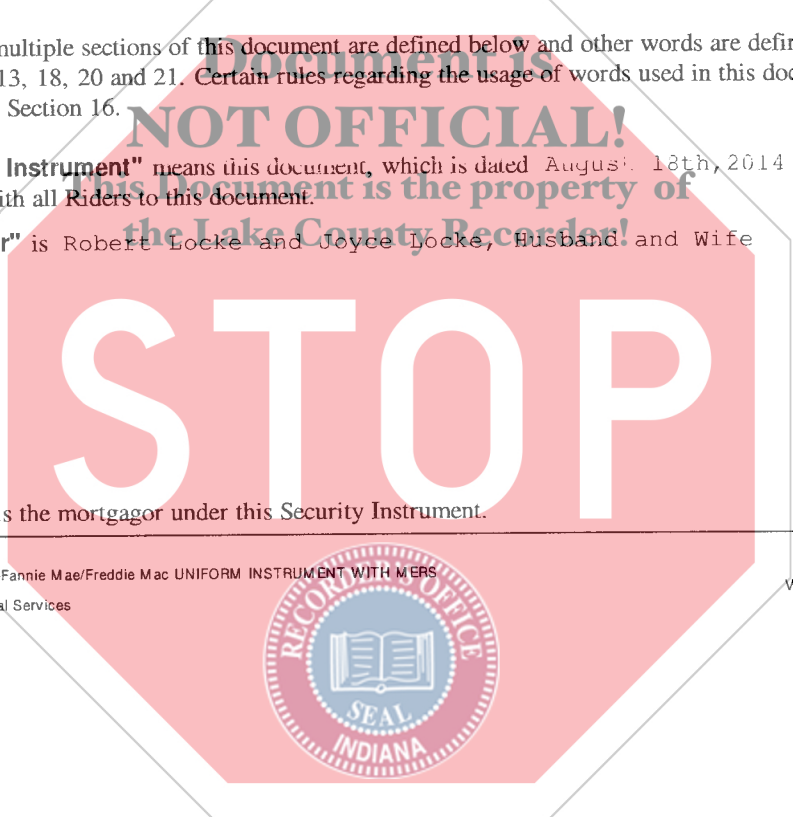 multiple sections of this document are defined below and other words are defin
Document is
13, 18, 20 and 21. Certain rules regarding the usage of words used in this doc
Section 16.
NOT OFFICIAL!
Instrument" means this document, which is dated August 18th, 2014
This Document is the property of
ith all Riders to this document.
the Lake County Recorder!
r" is Robert Locke and Joyce Locke, Husband and Wife
STOP
s the mortgagor under this Security Instrument.
-Fannie Mae/Freddie Mac UNIFORM INSTRUMENT WITH MERS
al Services
RECORDER'S OFFICE
SEAL
INDIANA